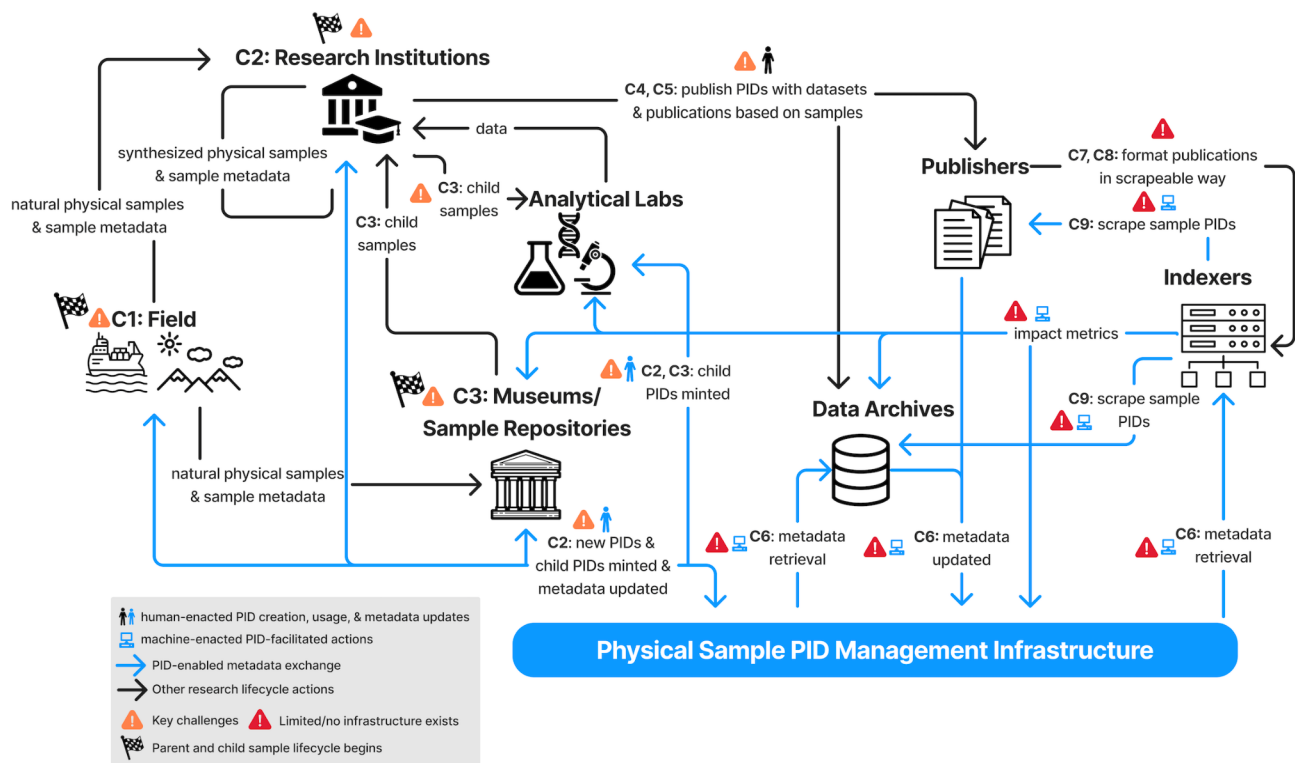 C2: Research Institutions
C4, C5: publish PIDs with datasets
& publications based on samples
data
synthesized physical samples
& sample metadata
Publishers
C7, C8: format publications
in scrapeable way
C3: child
samples
Analytical Labs
natural physical samples
& sample metadata
C3: child
samples
C9: scrape sample PIDs
Indexers
C1: Field
impact metrics
C2, C3: child
PIDs minted
C3: Museums/
Sample Repositories
Data Archives
C9: scrape sample
PIDs
natural physical samples
& sample metadata
C2: new PIDs &
child PIDs minted &
metadata updated
C6: metadata
retrieval
C6: metadata
updated
C6: metadata
retrieval
Physical Sample PID Management Infrastructure
human-enacted PID creation, usage, & metadata updates
machine-enacted PID-facilitated actions
PID-enabled metadata exchange
Other research lifecycle actions
Key challenges
Limited/no infrastructure exists
Parent and child sample lifecycle begins